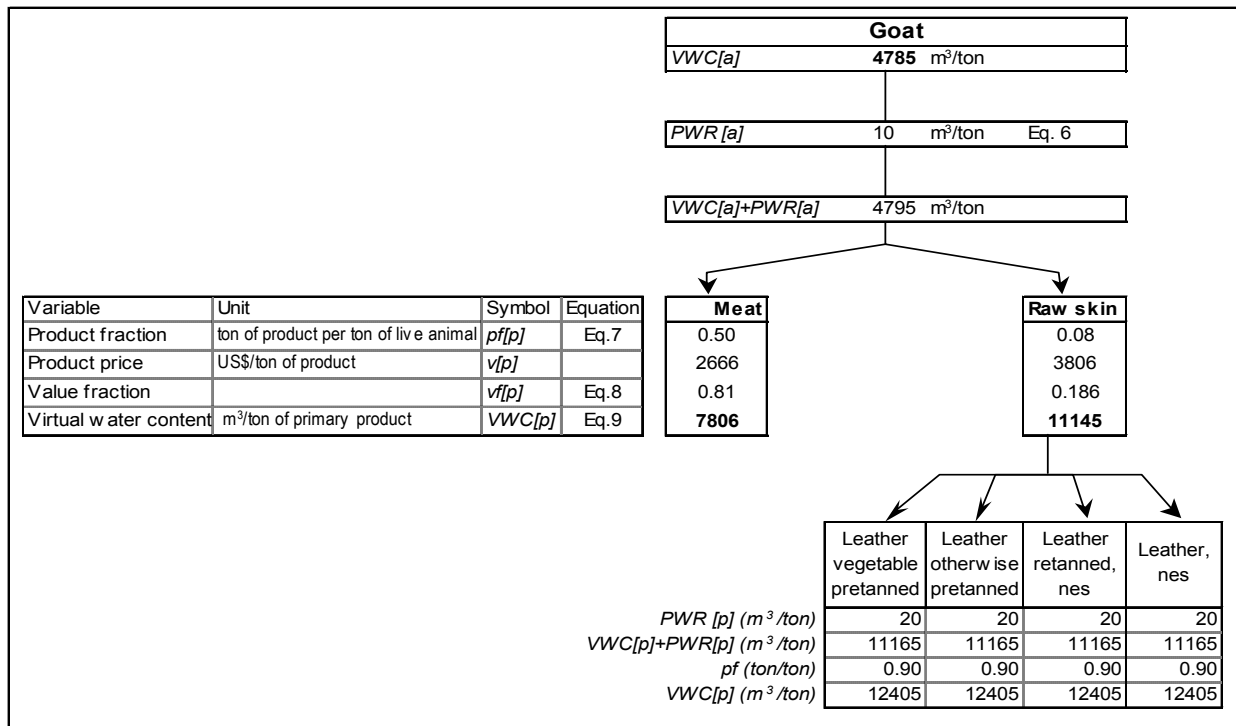 Goat
VWC[a] 4785 m³/ton
PWR [a] 10 m³/ton Eq. 6
VWC[a]+PWR[a] 4795 m³/ton
Variable Unit Symbol Equation
Product fraction ton of product per ton of live animal pf[p] Eq.7
Product price US$/ton of product v[p]
Value fraction vf[p] Eq.8
Virtual water content m³/ton of primary product VWC[p] Eq.9
Meat Raw skin
0.50 0.08
2666 3806
0.81 0.186
7806 11145
Leather vegetable pretanned
Leather otherwise pretanned
Leather retanned, nes
Leather, nes
PWR [p] (m³/ton) 20 20 20 20
VWC[p]+PWR[p] (m³/ton) 11165 11165 11165 11165
pf (ton/ton) 0.90 0.90 0.90 0.90
VWC[p] (m³/ton) 12405 12405 12405 12405